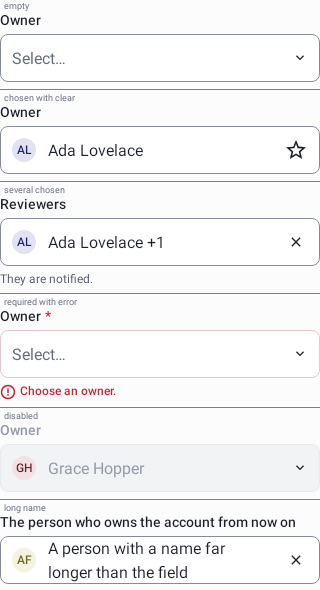 empty
Owner
Select...
chosen with clear
Owner
AL Ada Lovelace
several chosen
Reviewers
AL Ada Lovelace +1
They are notified.
required with error
Owner *
Select...
Choose an owner.
disabled
Owner
GH Grace Hopper
long name
The person who owns the account from now on
AF A person with a name far
longer than the field